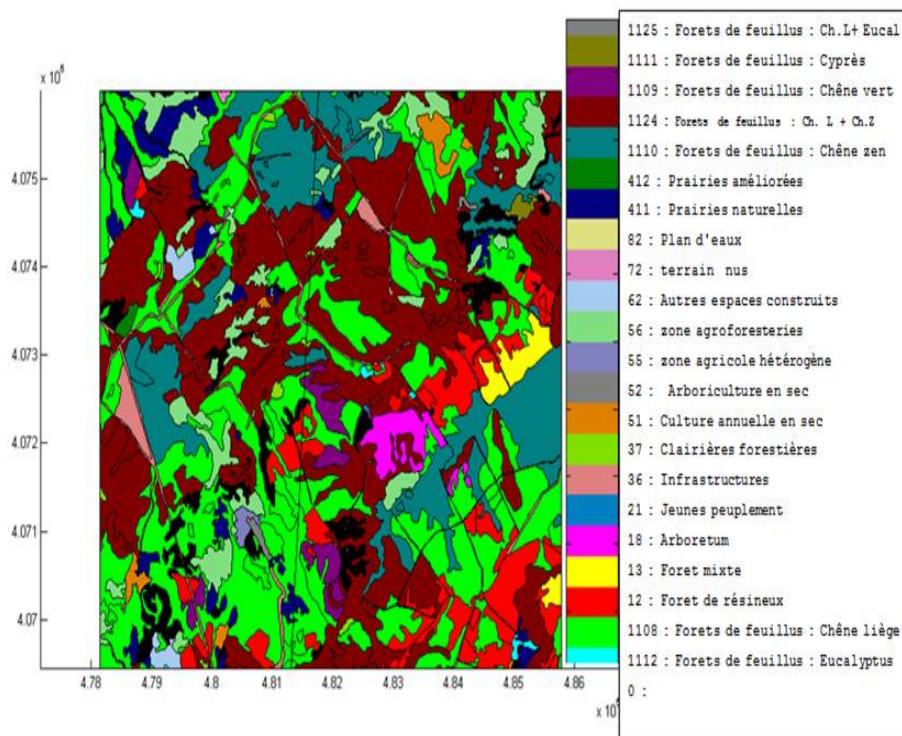 1125 : Forets de feuillus : Ch.L+ Eucal
1111 : Forets de feuillus : Cyprès
1109 : Forets de feuillus : Chêne vert
1124 : Forets de feuillus : Ch. L + Ch.Z
1110 : Forets de feuillus : Chêne zen
412 : Prairies améliorées
411 : Prairies naturelles
82 : Plan d'eaux
72 : terrain nus
62 : Autres espaces construits
56 : zone agroforesteries
55 : zone agricole hétérogène
52 : Arboriculture en sec
51 : Culture annuelle en sec
37 : Clairières forestières
36 : Infrastructures
21 : Jeunes peuplement
18 : Arboretum
13 : Foret mixte
12 : Foret de résineux
1108 : Forets de feuillus : Chêne liège
1112 : Forets de feuillus : Eucalyptus
0 :
x 10⁶
4.075
4.074
4.073
4.072
4.071
4.07
4.78 4.79 4.8 4.81 4.82 4.83 4.84 4.85 4.86
x 10